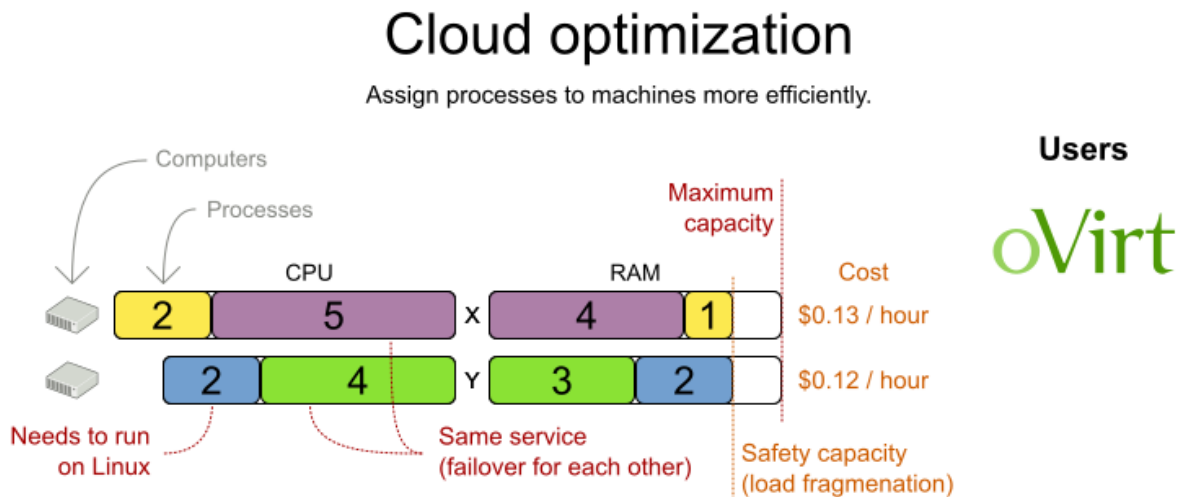 Cloud optimization
Assign processes to machines more efficiently.
Users
oVirt
Computers
Processes
Maximum
capacity
CPU
RAM
Cost
2
5
X
4
1
$0.13 / hour
2
4
Y
3
2
$0.12 / hour
Needs to run
on Linux
Same service
(failover for each other)
Safety capacity
(load fragmenation)